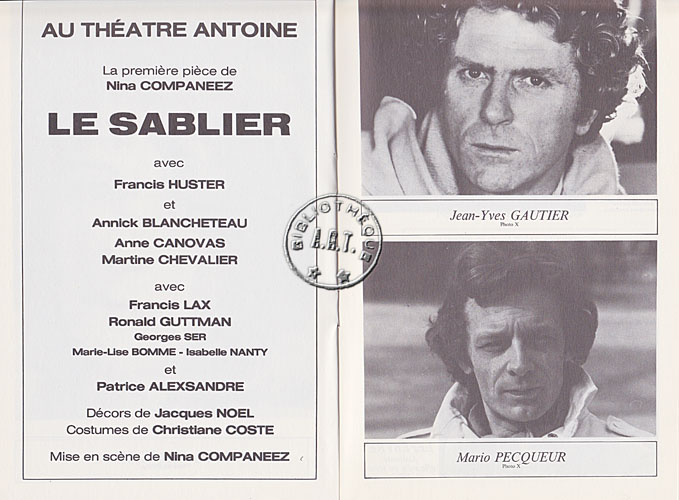 AU THÉATRE ANTOINE
La première pièce de
Nina COMPANEEZ
LE SABLIER
avec
Francis HUSTER
et
Annick BLANCHETEAU
Anne CANOVAS
Martine CHEVALIER
avec
Francis LAX
Ronald GUTTMAN
Georges SER
Marie-Lise BOMME - Isabelle NANTY
et
Patrice ALEXSANDRE
Décors de Jacques NOEL
Costumes de Christiane COSTE
Mise en scène de Nina COMPANEEZ
BIBLIOTHÈQUE
A.R.T.
Jean-Yves GAUTIER
Photo X
Mario PECQUEUR
Photo X